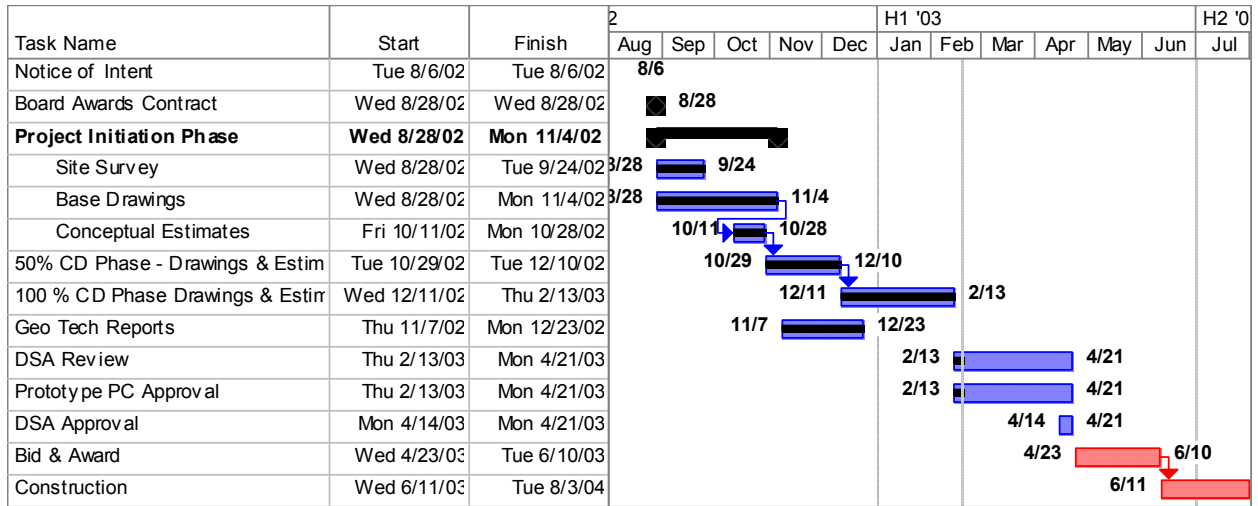 2 H1 '03 H2 '0
Task Name Start Finish Aug Sep Oct Nov Dec Jan Feb Mar Apr May Jun Jul
Notice of Intent Tue 8/6/02 Tue 8/6/02 8/6
Board Awards Contract Wed 8/28/02 Wed 8/28/02 8/28
Project Initiation Phase Wed 8/28/02 Mon 11/4/02
Site Survey Wed 8/28/02 Tue 9/24/02 8/28 9/24
Base Drawings Wed 8/28/02 Mon 11/4/02 8/28 11/4
Conceptual Estimates Fri 10/11/02 Mon 10/28/02 10/11 10/28
50% CD Phase - Drawings & Estim Tue 10/29/02 Tue 12/10/02 10/29 12/10
100 % CD Phase Drawings & Estim Wed 12/11/02 Thu 2/13/03 12/11 2/13
Geo Tech Reports Thu 11/7/02 Mon 12/23/02 11/7 12/23
DSA Review Thu 2/13/03 Mon 4/21/03 2/13 4/21
Prototype PC Approval Thu 2/13/03 Mon 4/21/03 2/13 4/21
DSA Approval Mon 4/14/03 Mon 4/21/03 4/14 4/21
Bid & Award Wed 4/23/03 Tue 6/10/03 4/23 6/10
Construction Wed 6/11/03 Tue 8/3/04 6/11